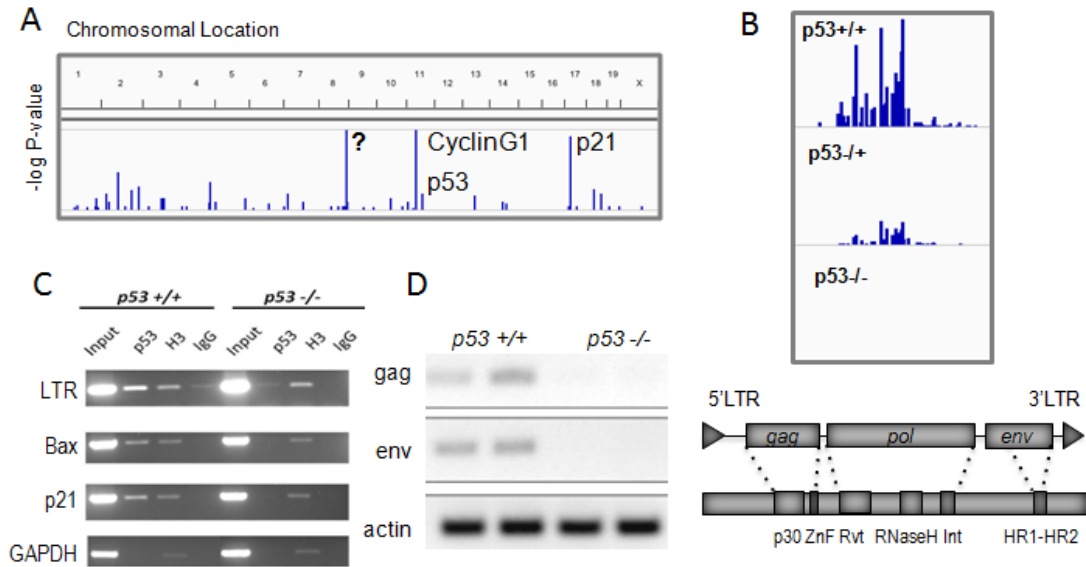 A
Chromosomal Location
1 2 3 4 5 6 7 8 9 10 11 12 13 14 15 16 17 18 19 X
-log P-value
?
CyclinG1
p53
p21
B
p53+/+
p53-/+
p53-/-
C
p53 +/+ p53 -/-
Input p53 H3 IgG Input p53 H3 IgG
LTR
Bax
p21
GAPDH
D
p53 +/+ p53 -/-
gag
env
actin
5'LTR 3'LTR
gag pol env
p30 ZnF Rvt RNaseH Int HR1-HR2